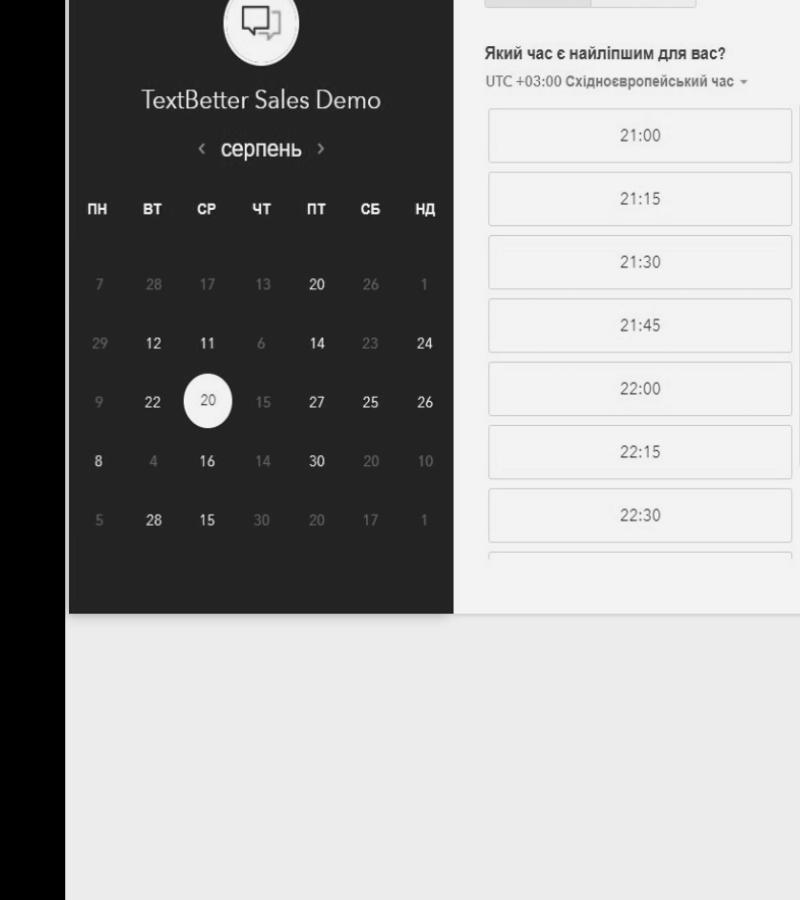 TextBetter Sales Demo
‹ серпень ›
ПН ВТ СР ЧТ ПТ СБ НД
7 28 17 13 20 26 1
29 12 11 6 14 23 24
9 22 20 15 27 25 26
8 4 16 14 30 20 10
5 28 15 30 20 17 1
Який час є найліпшим для вас?
UTC +03:00 Східноєвропейський час
21:00
21:15
21:30
21:45
22:00
22:15
22:30